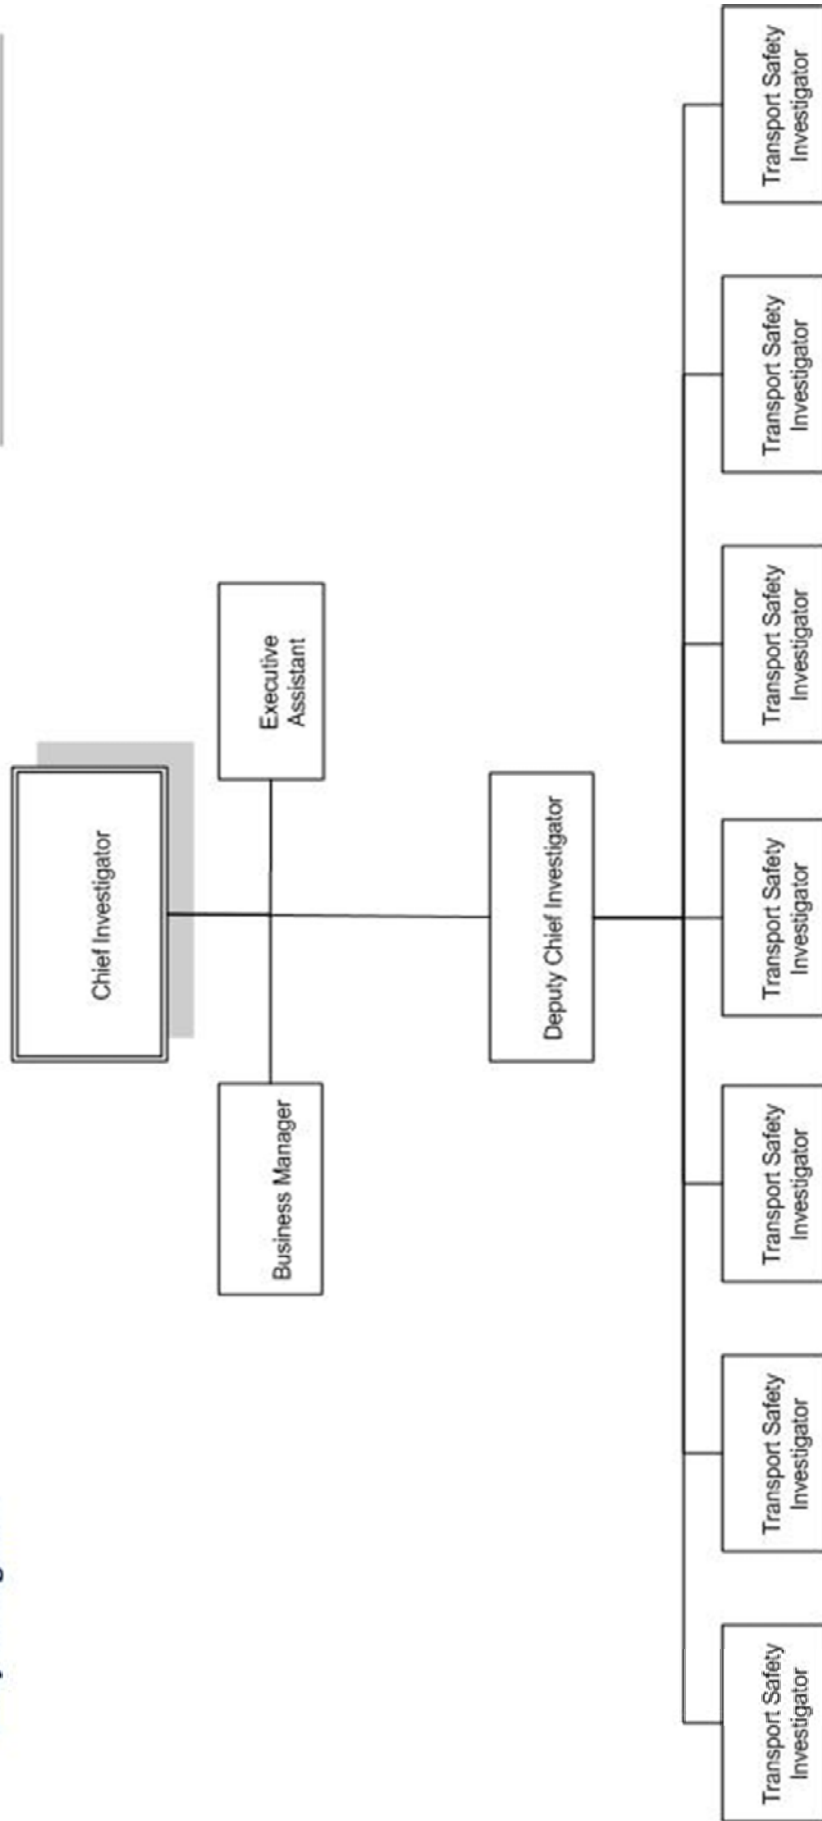 Chief Investigator
Business Manager
Executive
Assistant
Deputy Chief Investigator
Transport Safety
Investigator
Transport Safety
Investigator
Transport Safety
Investigator
Transport Safety
Investigator
Transport Safety
Investigator
Transport Safety
Investigator
Transport Safety
Investigator